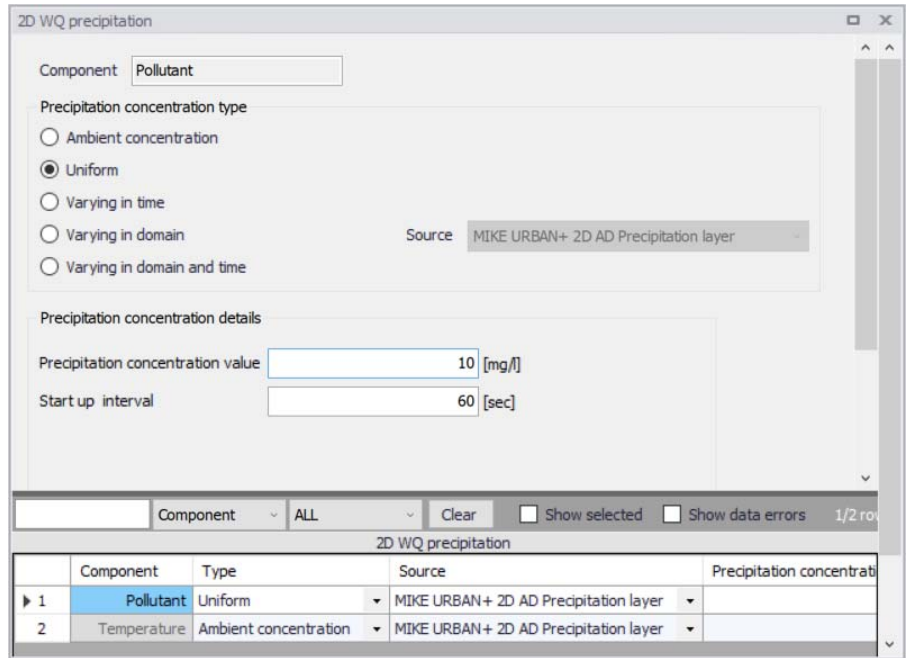 2D WQ precipitation
Component Pollutant
Precipitation concentration type
Ambient concentration
Uniform
Varying in time
Varying in domain Source MIKE URBAN+ 2D AD Precipitation layer
Varying in domain and time
Precipitation concentration details
Precipitation concentration value 10 [mg/l]
Start up interval 60 [sec]
Component ALL Clear Show selected Show data errors 1/2 rov
2D WQ precipitation
Component Type Source Precipitation concentrati
1 Pollutant Uniform MIKE URBAN+ 2D AD Precipitation layer
2 Temperature Ambient concentration MIKE URBAN+ 2D AD Precipitation layer